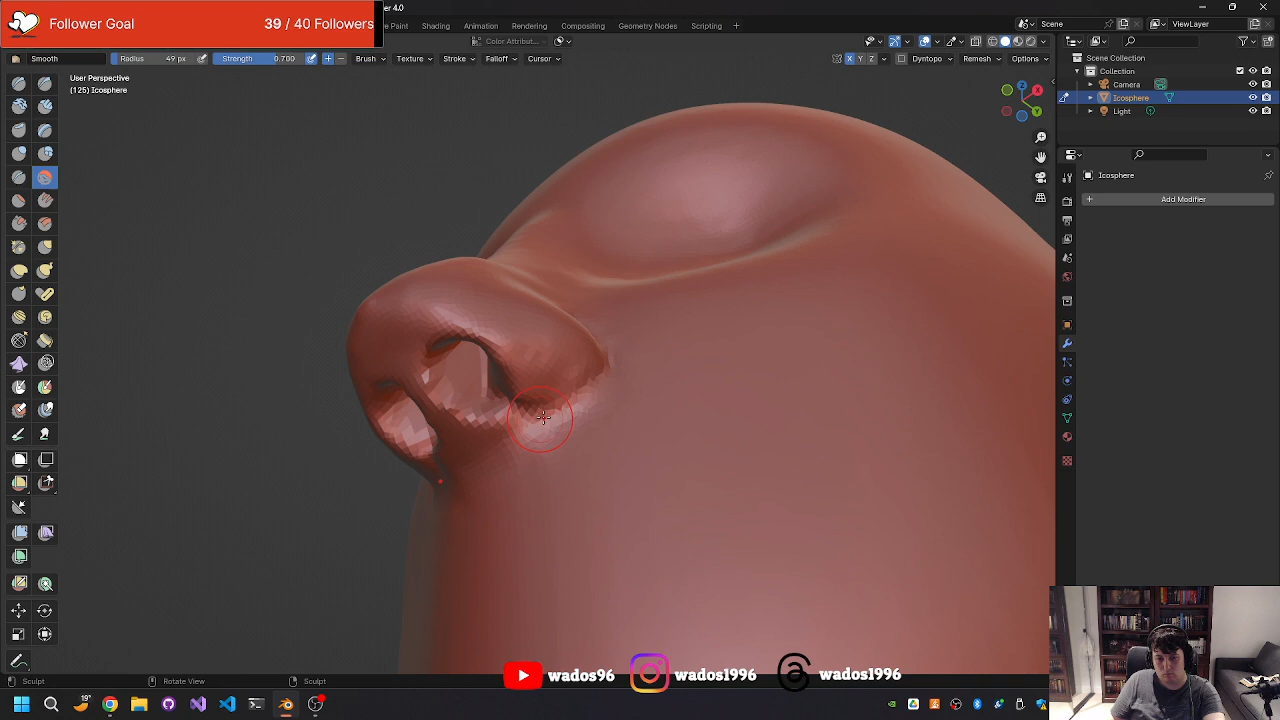 Follower Goal 39 / 40 Followers
4.0
ce Paint Shading Animation Rendering Compositing Geometry Nodes Scripting +
Scene ViewLayer
Color Attribut...
Smooth Radius 49 px Strength 0.700 Brush Texture Stroke Falloff Cursor X Y Z Dyntopo Remesh Options
User Perspective
(125) Icosphere
X
Y
Z
Scene Collection
Collection
Camera
Icosphere
Light
Icosphere
+ Add Modifier
Sculpt Rotate View Sculpt
wados96 wados1996 wados1996
19°